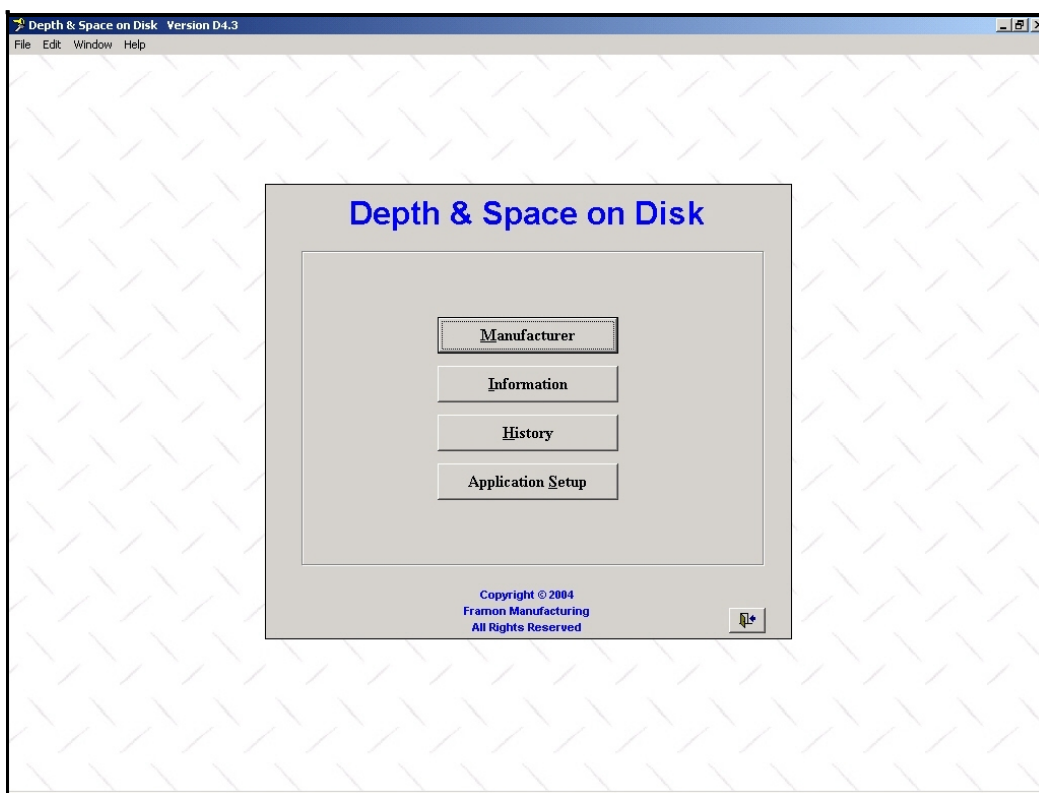 Depth & Space on Disk Version D4.3
File Edit Window Help
Depth & Space on Disk
Manufacturer
Information
History
Application Setup
Copyright © 2004
Framon Manufacturing
All Rights Reserved